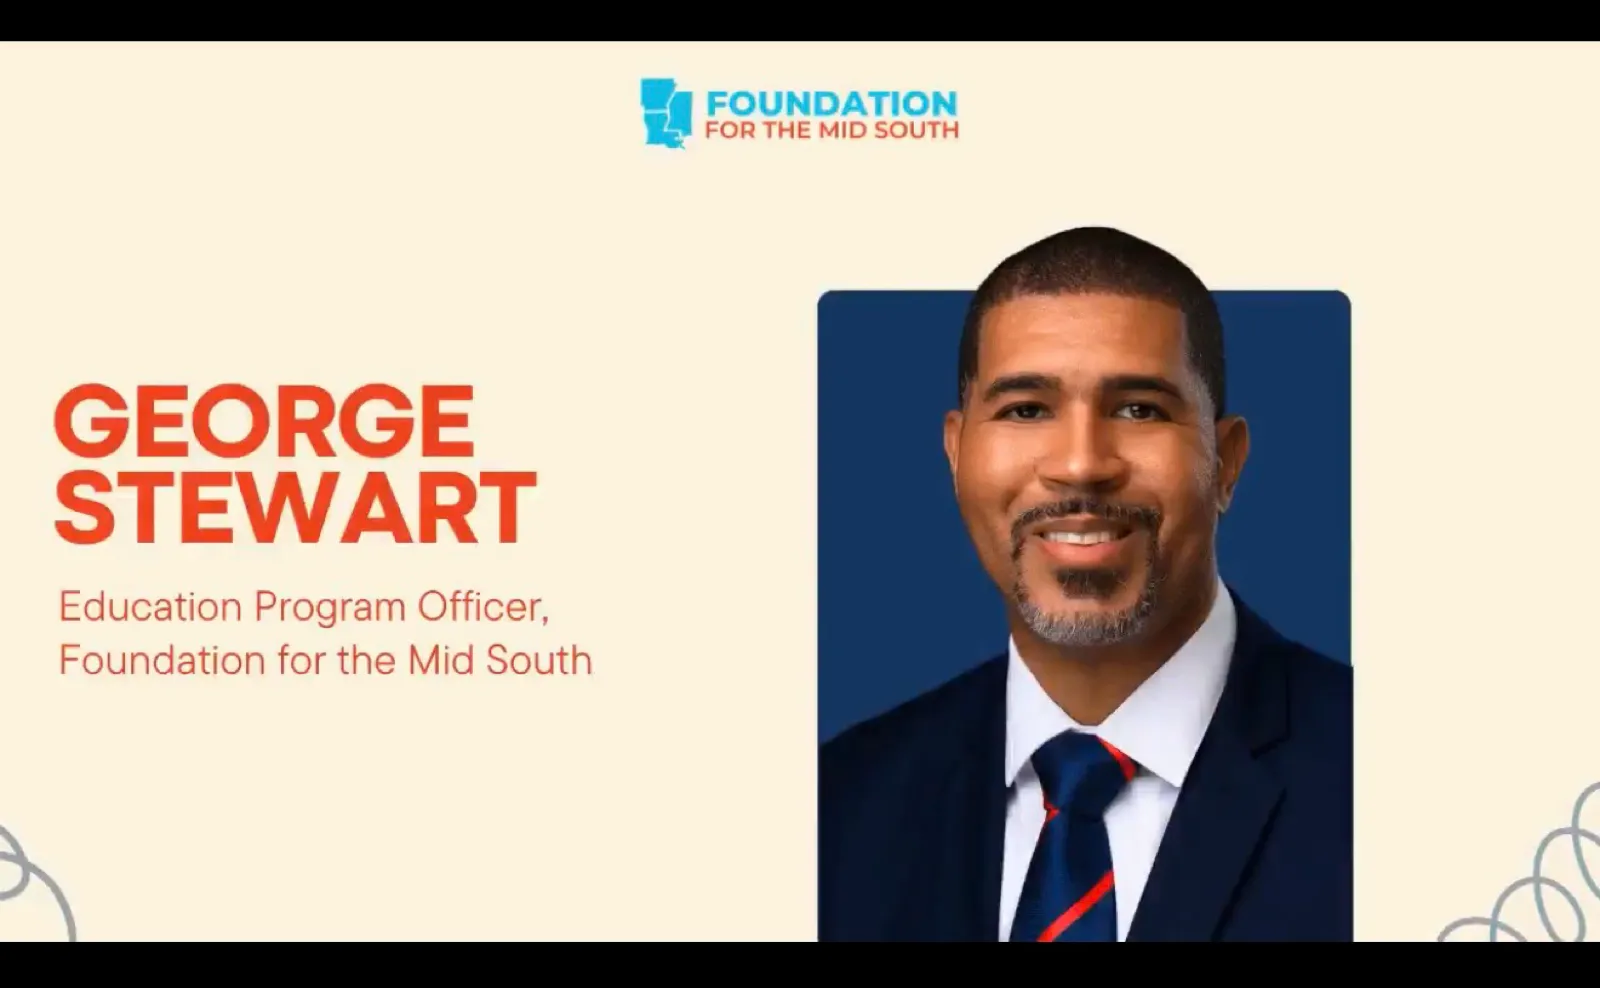 FOUNDATION
FOR THE MID SOUTH
GEORGE
STEWART
Education Program Officer,
Foundation for the Mid South